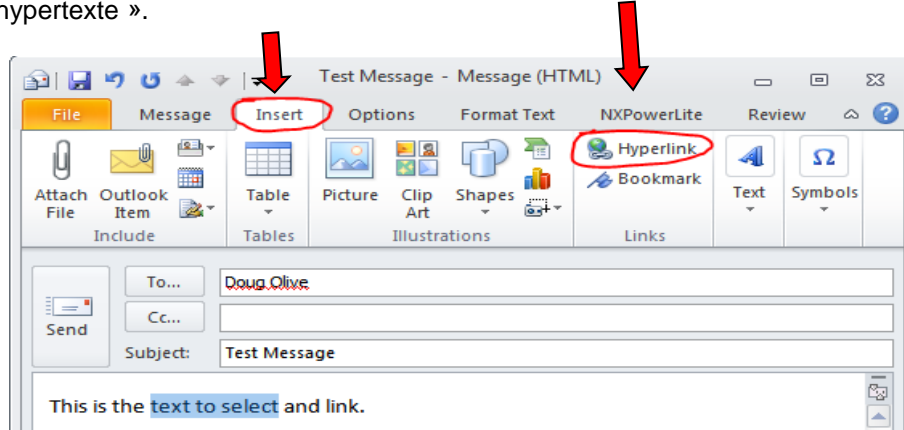 hypertexte ».
Test Message - Message (HTML)
File Message Insert Options Format Text NXPowerLite Review
Hyperlink
Bookmark
Attach File
Outlook Item
Table
Picture
Clip Art
Shapes
Text
Symbols
Include Tables Illustrations Links
To... Doug Olive
Cc...
Send
Subject: Test Message
This is the text to select and link.